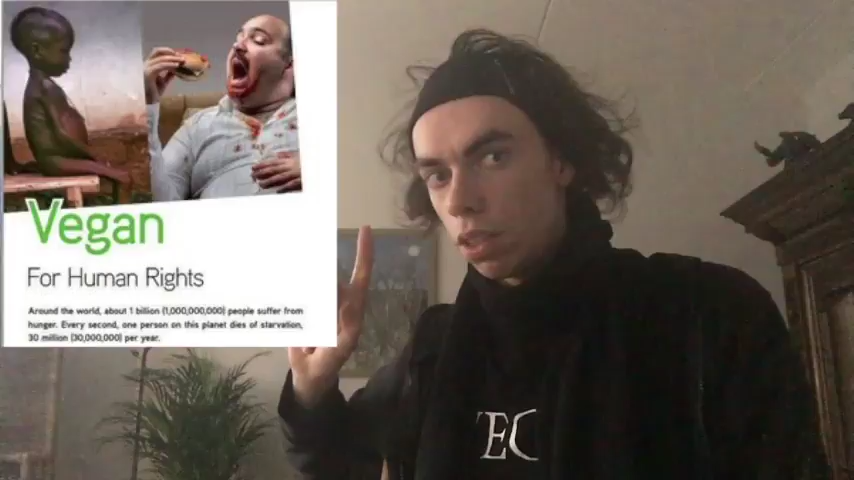 Vegan
For Human Rights
Around the world, about 1 billion (1,000,000,000) people suffer from
hunger. Every second, one person on this planet dies of starvation,
30 million (30,000,000) per year.